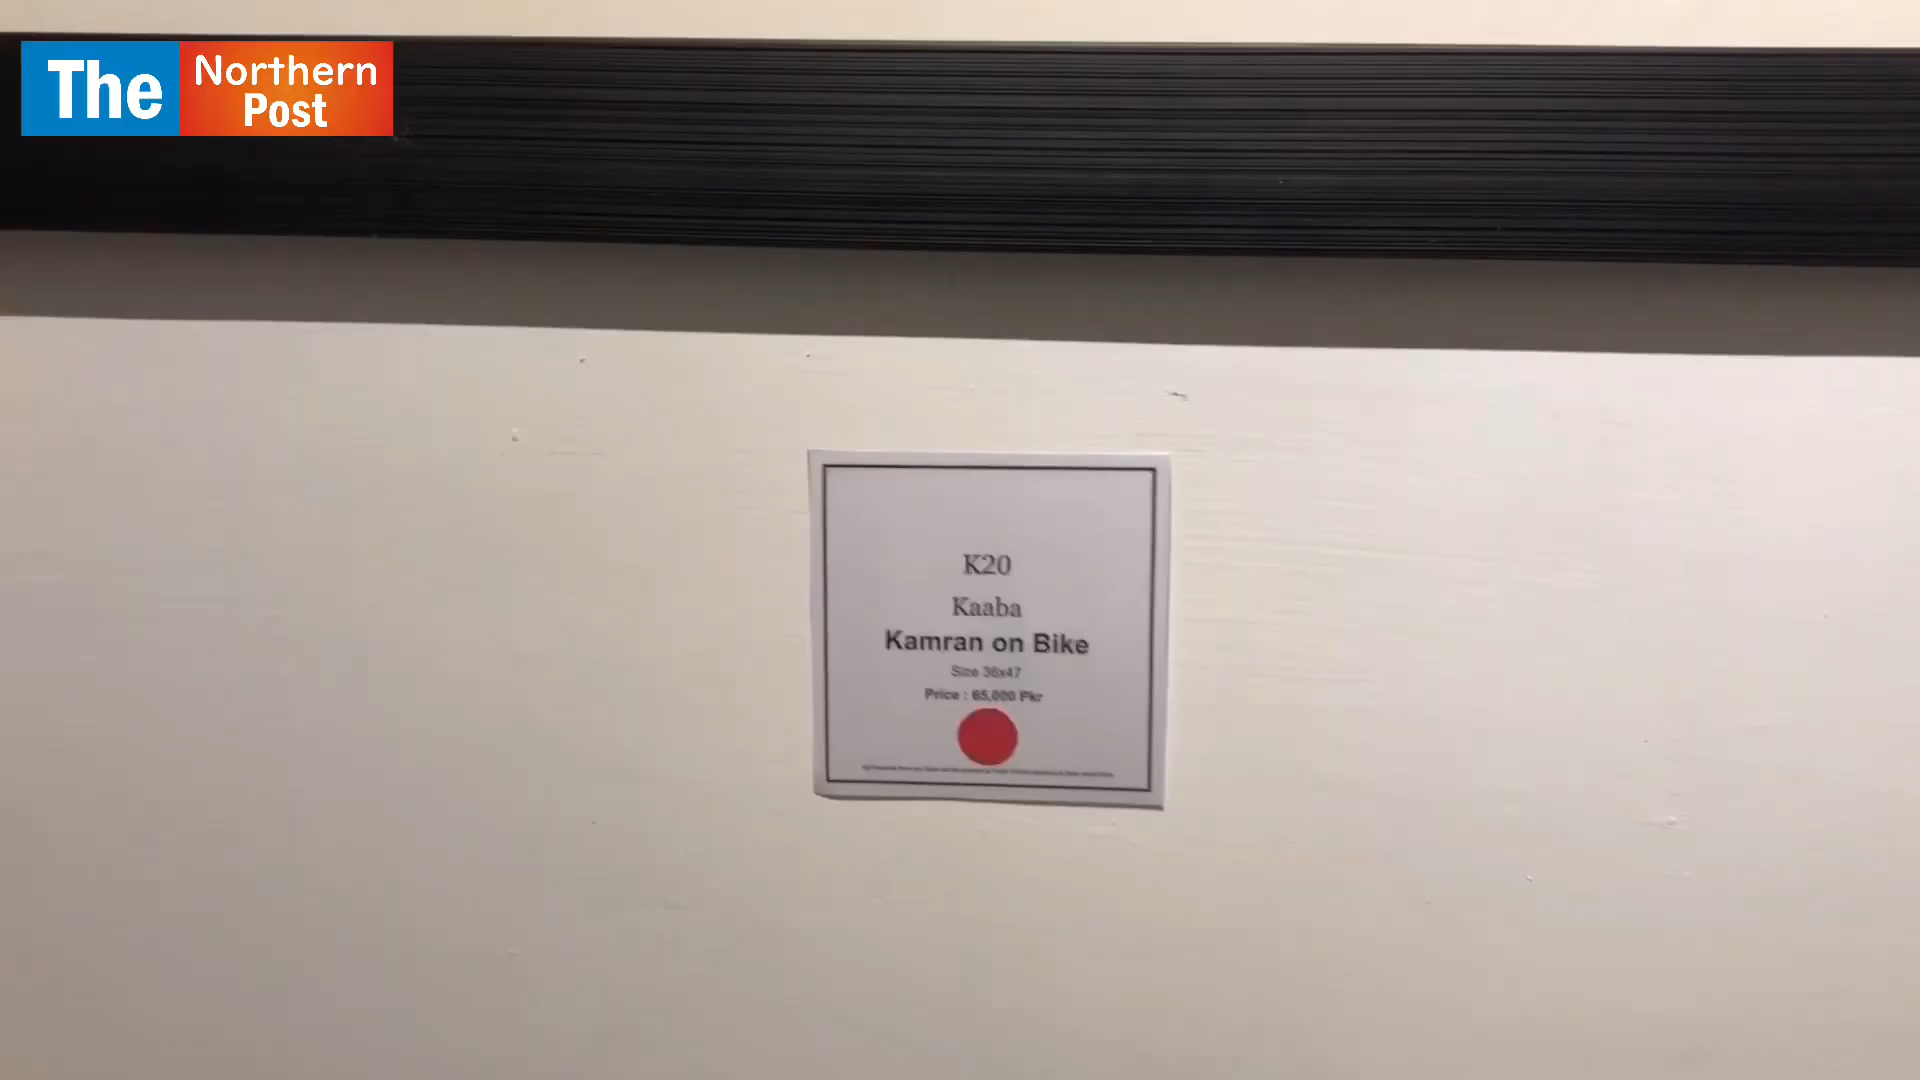 The
Northern
Post
K20
Kaaba
Kamran on Bike
Size 36x47
Price : 65,000 Pkr